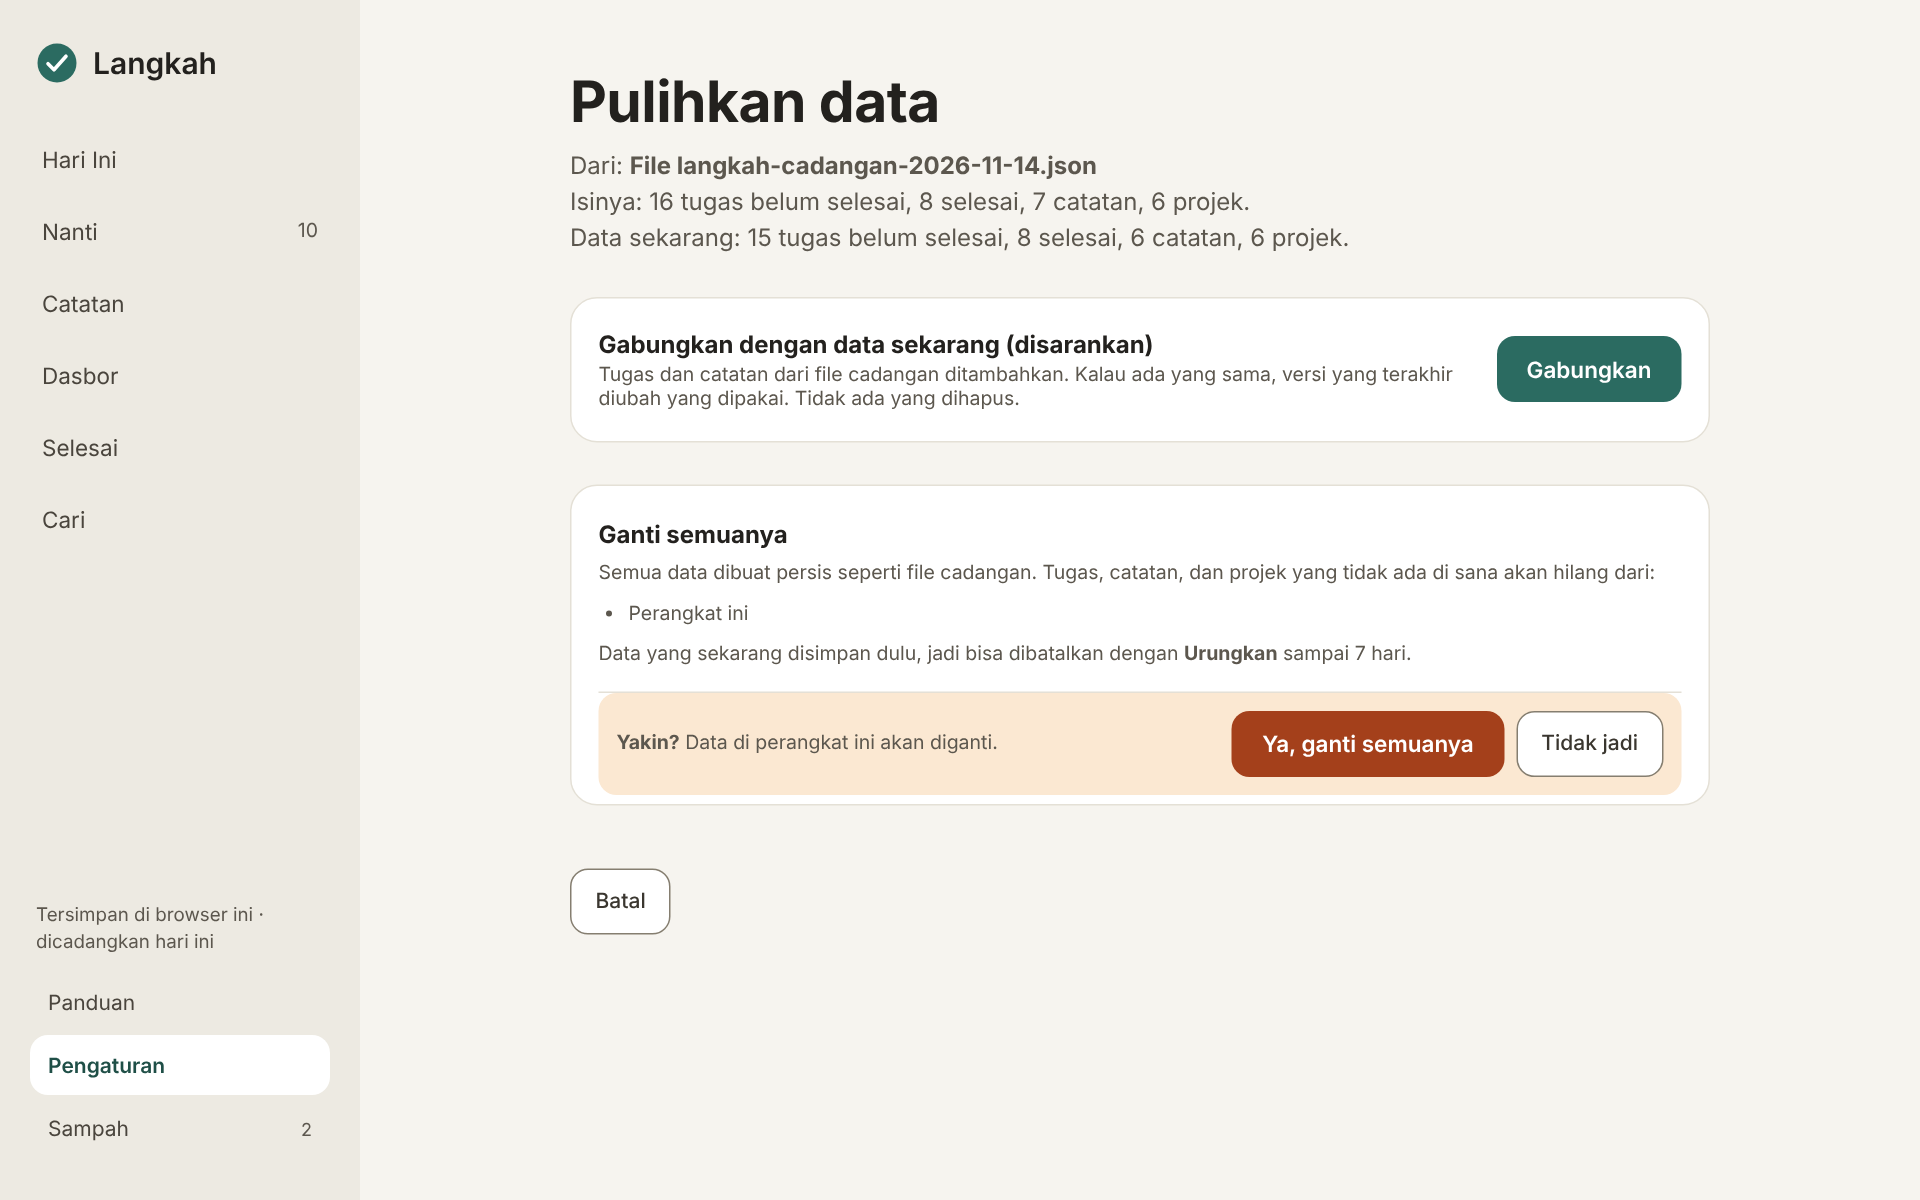 Langkah
Hari Ini
Nanti 10
Catatan
Dasbor
Selesai
Cari
Tersimpan di browser ini ·
dicadangkan hari ini
Panduan
Pengaturan
Sampah 2
Pulihkan data
Dari: File langkah-cadangan-2026-11-14.json
Isinya: 16 tugas belum selesai, 8 selesai, 7 catatan, 6 projek.
Data sekarang: 15 tugas belum selesai, 8 selesai, 6 catatan, 6 projek.
Gabungkan dengan data sekarang (disarankan)
Tugas dan catatan dari file cadangan ditambahkan. Kalau ada yang sama, versi yang terakhir
diubah yang dipakai. Tidak ada yang dihapus.
Gabungkan
Ganti semuanya
Semua data dibuat persis seperti file cadangan. Tugas, catatan, dan projek yang tidak ada di sana akan hilang dari:
• Perangkat ini
Data yang sekarang disimpan dulu, jadi bisa dibatalkan dengan Urungkan sampai 7 hari.
Yakin? Data di perangkat ini akan diganti.
Ya, ganti semuanya
Tidak jadi
Batal